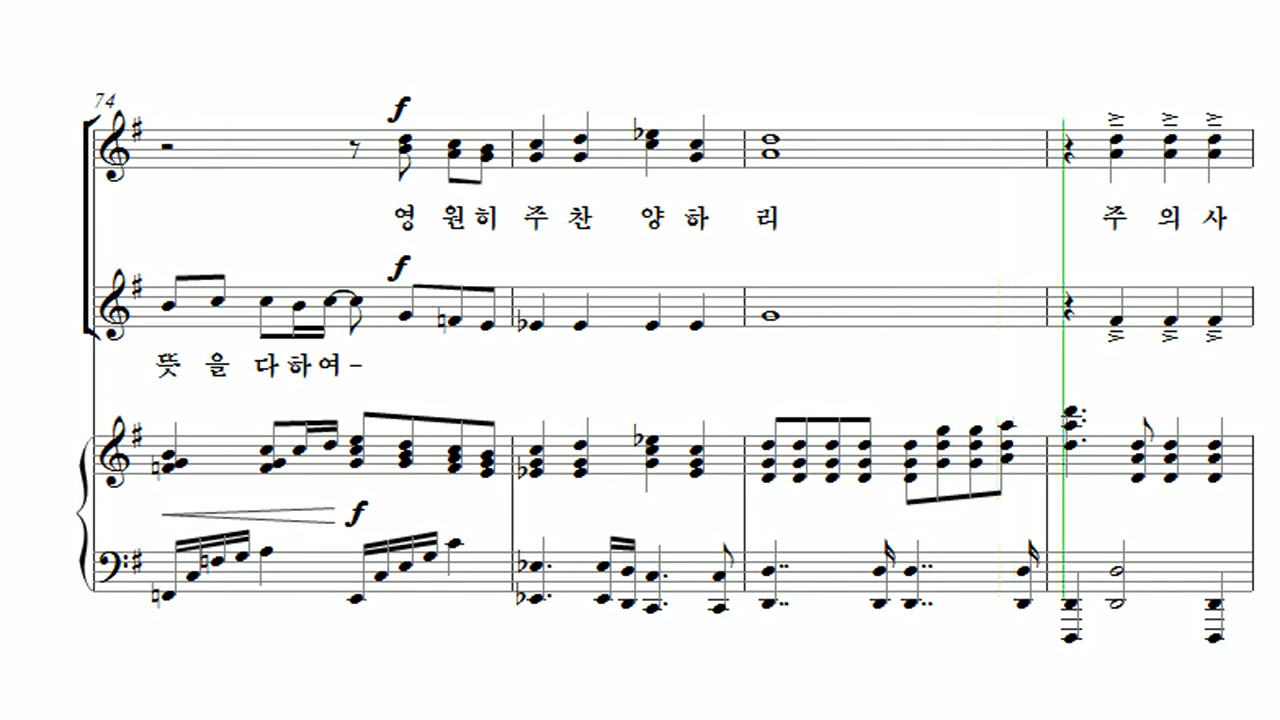 74
f
영 원 히 주 찬 양 하 리 주 의 사
f
뜻 을 다 하 여 -
f